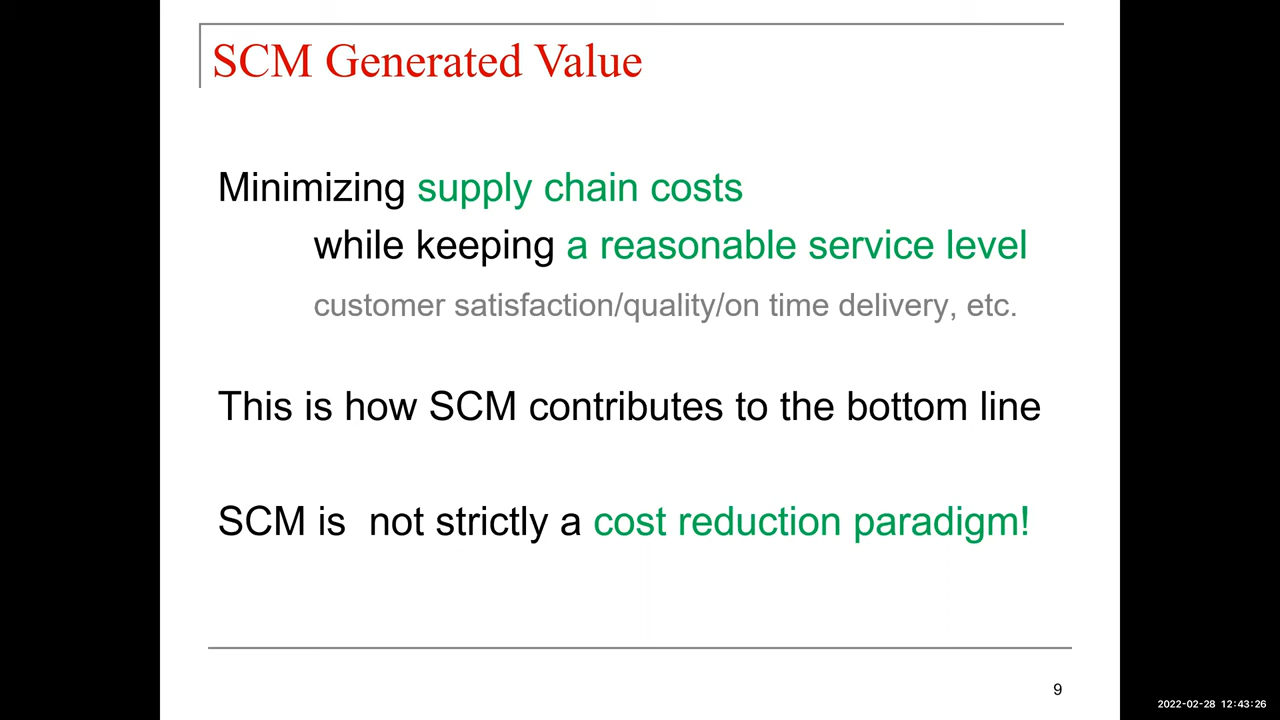 SCM Generated Value
Minimizing supply chain costs
while keeping a reasonable service level
customer satisfaction/quality/on time delivery, etc.
This is how SCM contributes to the bottom line
SCM is  not strictly a cost reduction paradigm!
9
2022-02-28 12:43:26